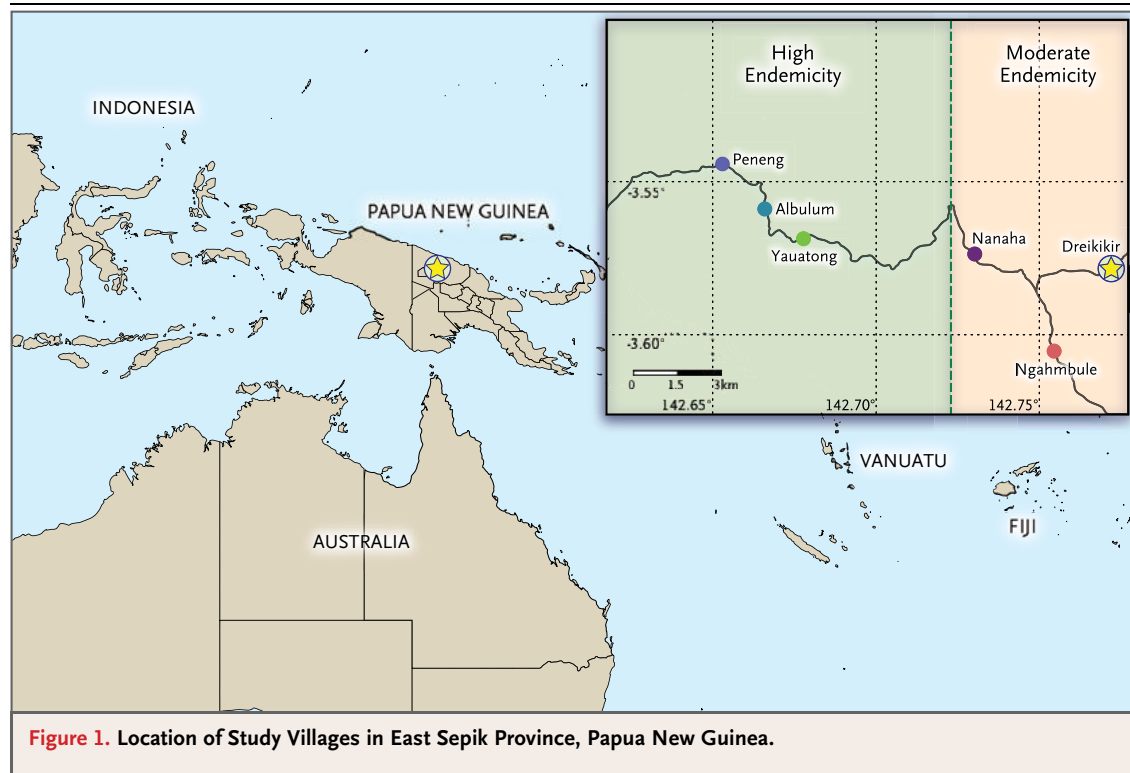 INDONESIA
PAPUA NEW GUINEA
AUSTRALIA
VANUATU
FIJI
High
Endemicity
Moderate
Endemicity
Peneng
-3.55°
Albulum
Yauatong
Nanaha
Dreikikir
-3.60°
Ngahmbule
0 1.5 3km
142.65° 142.70° 142.75°
Figure 1. Location of Study Villages in East Sepik Province, Papua New Guinea.